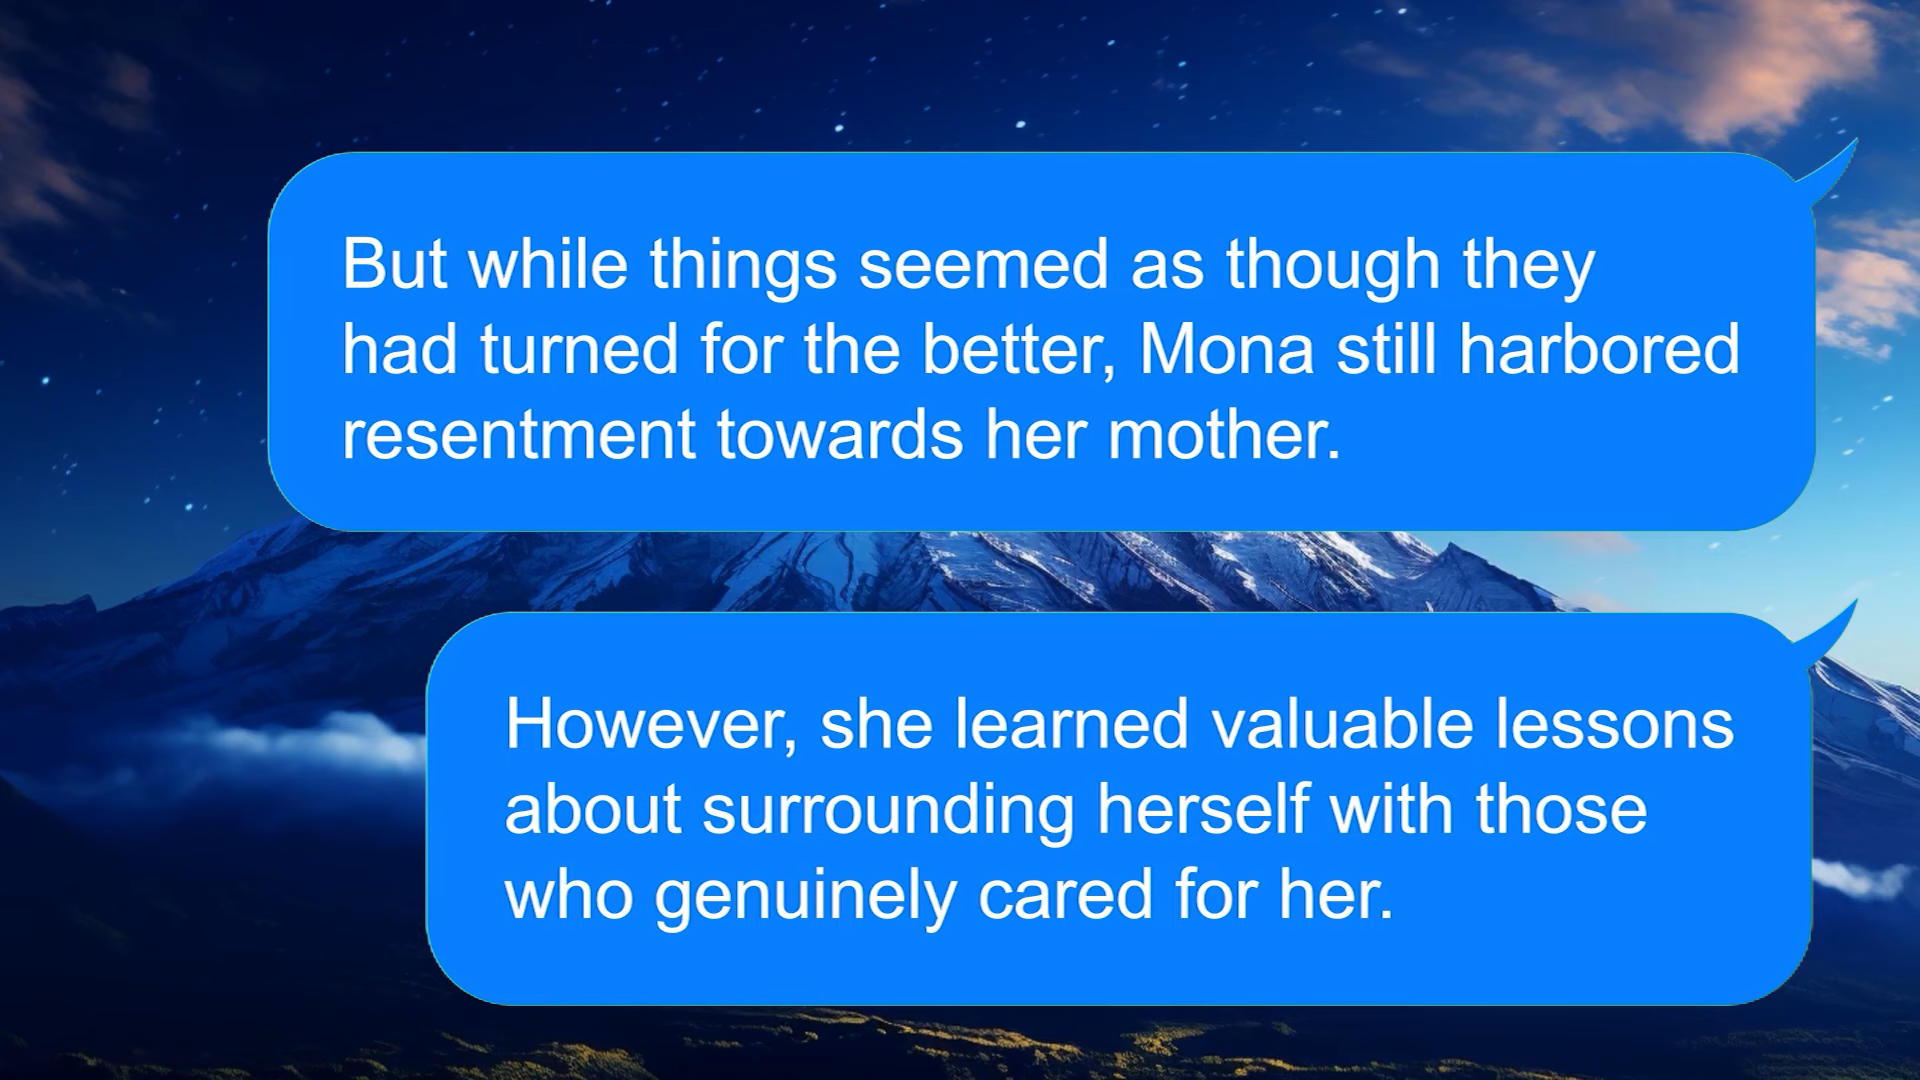 But while things seemed as though they
had turned for the better, Mona still harbored
resentment towards her mother.
However, she learned valuable lessons
about surrounding herself with those
who genuinely cared for her.